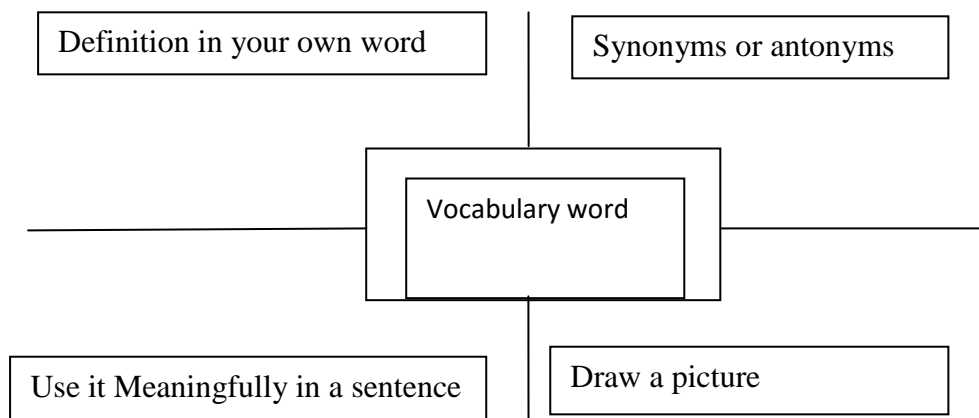 Definition in your own word
Synonyms or antonyms
Vocabulary word
Use it Meaningfully in a sentence
Draw a picture